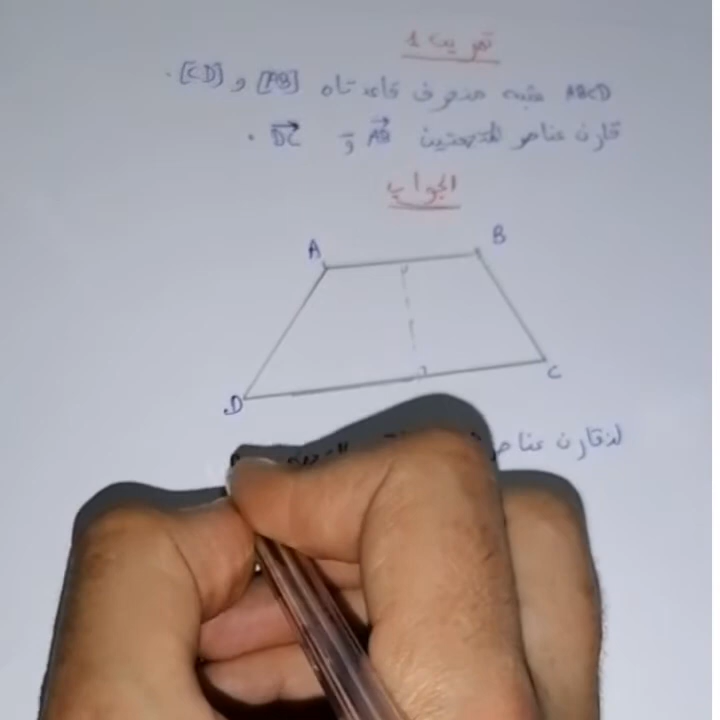 تمرين 1
ABCD شبه منحرف قاعدتاه [AB] و [CD].
قارن عناصر المتجهتين AB و DC.
الجواب
A
B
D
C
لنقارن عناصر